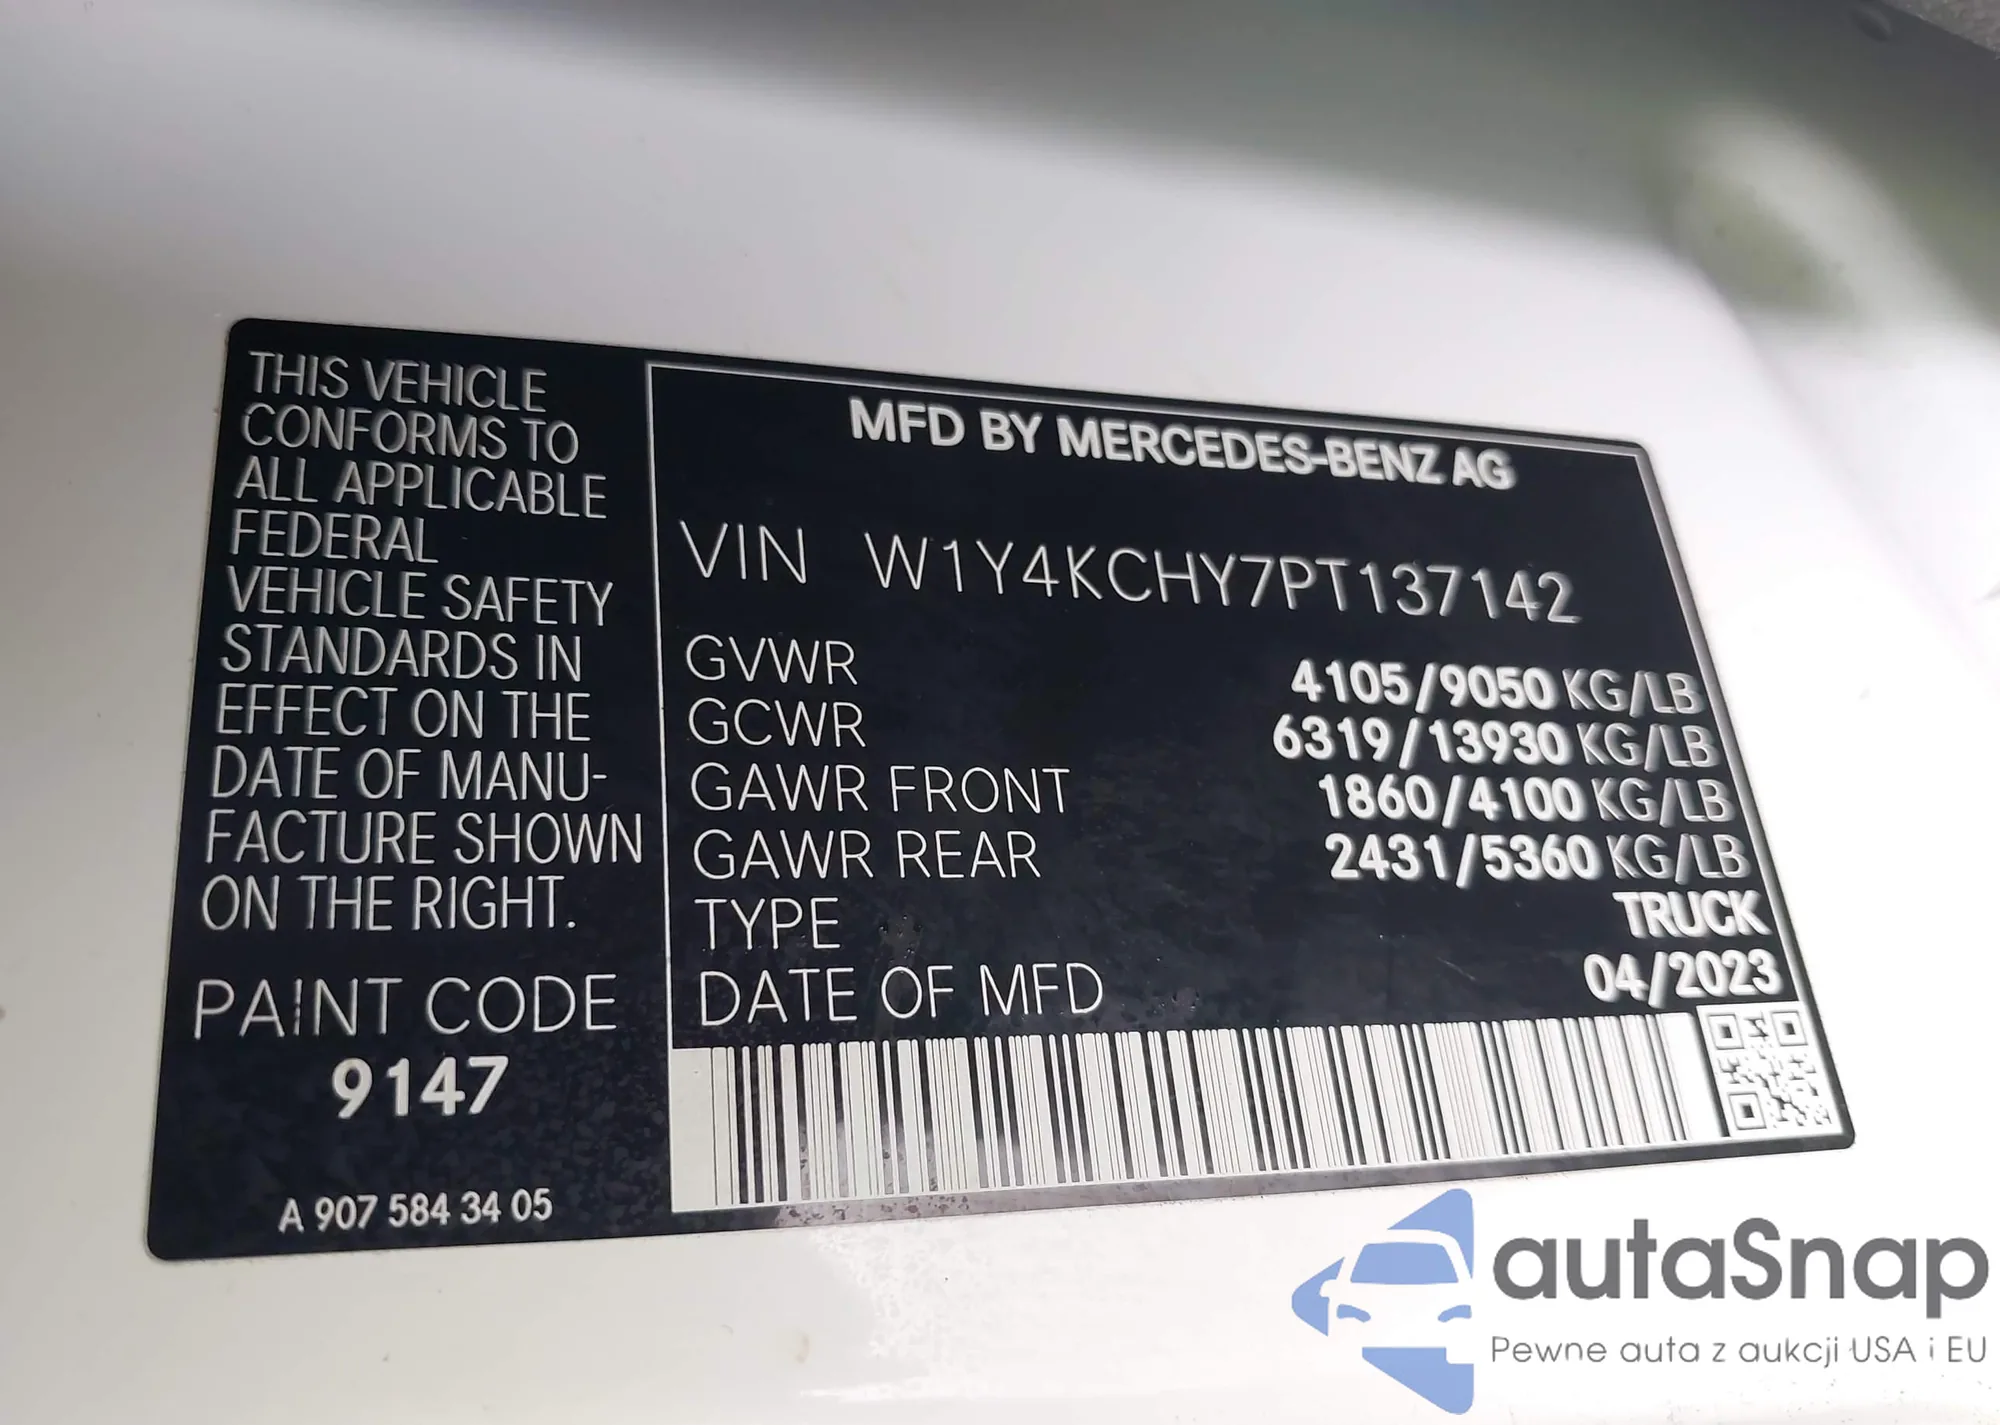 THIS VEHICLE
CONFORMS TO
ALL APPLICABLE
FEDERAL
VEHICLE SAFETY
STANDARDS IN
EFFECT ON THE
DATE OF MANU-
FACTURE SHOWN
ON THE RIGHT.
PAINT CODE
9147
A 907 584 34 05
MFD BY MERCEDES-BENZ AG
VIN W1Y4KCHY7PT137142
GVWR 4105/9050 KG/LB
GCWR 6319/13930 KG/LB
GAWR FRONT 1860/4100 KG/LB
GAWR REAR 2431/5360 KG/LB
TYPE TRUCK
DATE OF MFD 04/2023
autaSnap
Pewne auta z aukcji USA i EU